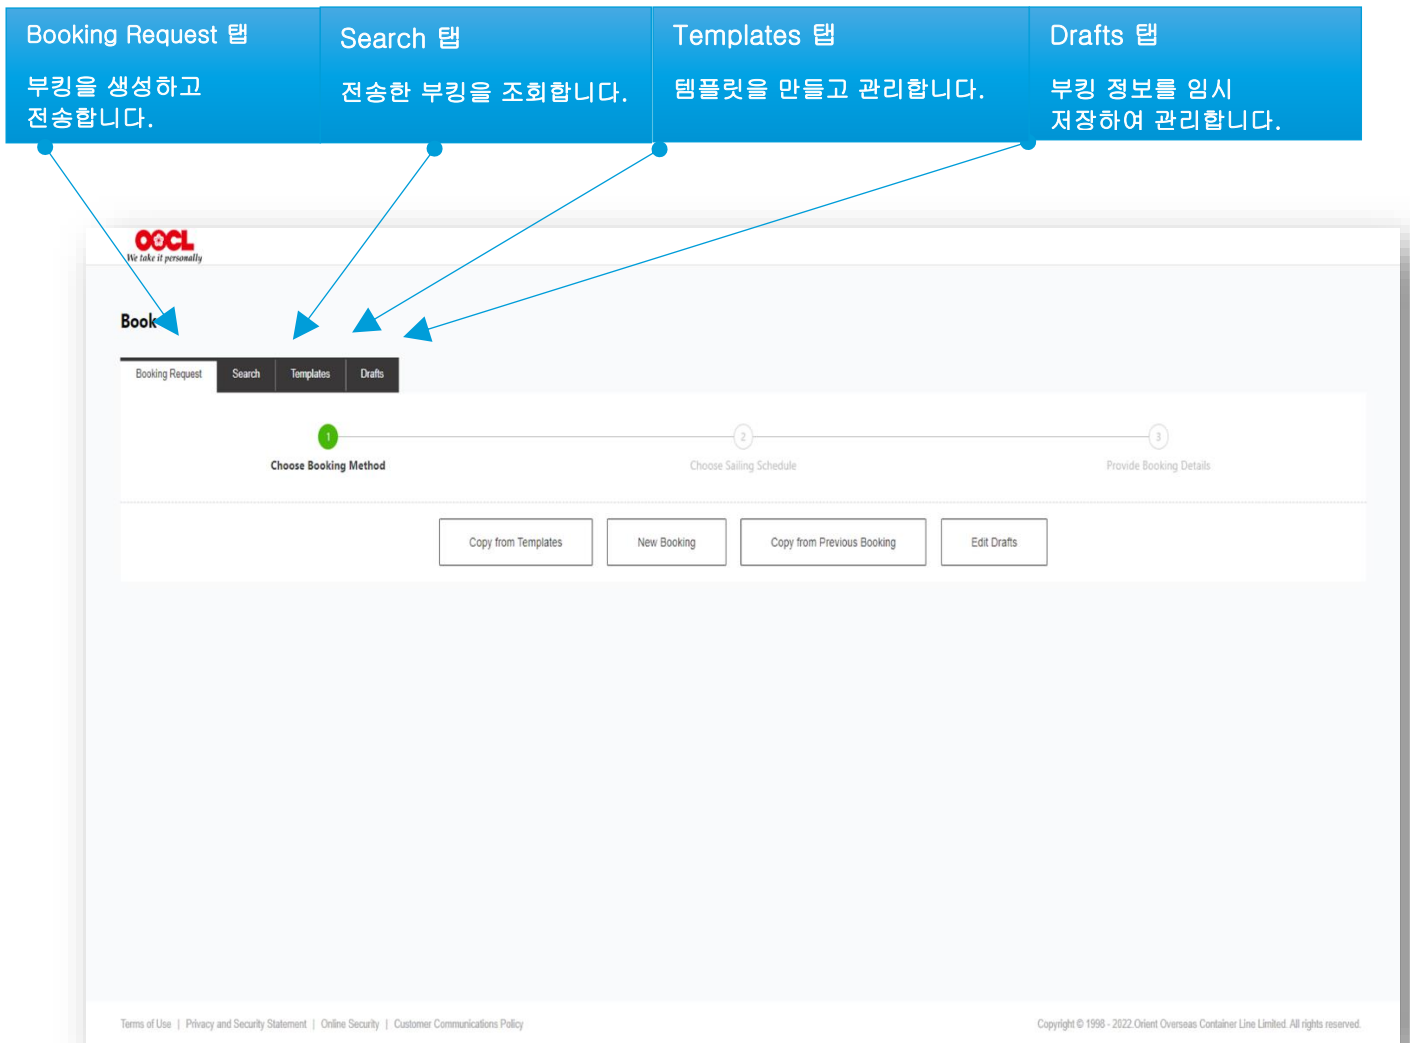 Booking Request 탭
부킹을 생성하고
전송합니다.
Search 탭
전송한 부킹을 조회합니다.
Templates 탭
템플릿을 만들고 관리합니다.
Drafts 탭
부킹 정보를 임시
저장하여 관리합니다.
OOCL
We take it personally
Book
Booking Request
Search
Templates
Drafts
1
2
3
Choose Booking Method
Choose Sailing Schedule
Provide Booking Details
Copy from Templates
New Booking
Copy from Previous Booking
Edit Drafts
Terms of Use | Privacy and Security Statement | Online Security | Customer Communications Policy
Copyright © 1998 - 2022 Orient Overseas Container Line Limited. All rights reserved.